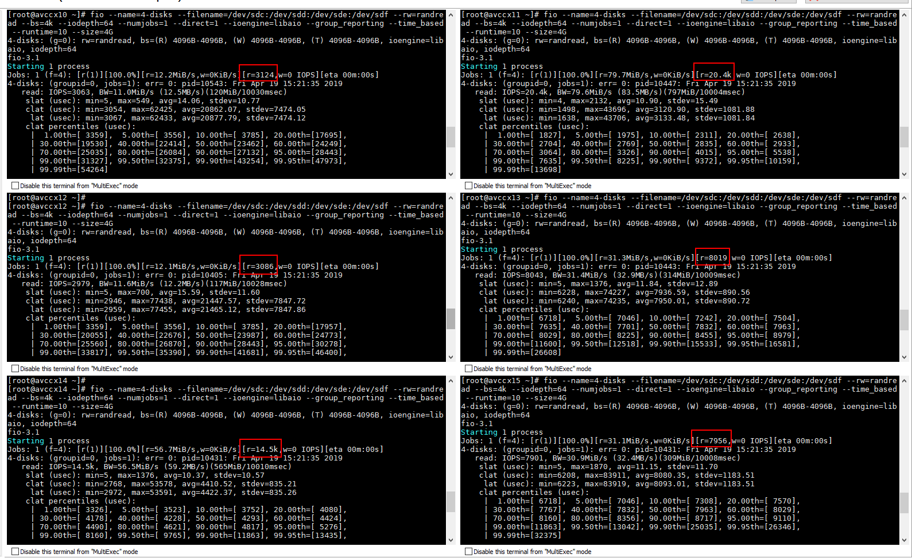 [root@avccx10 ~]# fio --name=4-disks --filename=/dev/sdc:/dev/sdd:/dev/sde:/dev/sdf --rw=randre
ad --bs=4k --iodepth=64 --numjobs=1 --direct=1 --ioengine=libaio --group_reporting --time_based
--runtime=10 --size=4G
4-disks: (g=0): rw=randread, bs=(R) 4096B-4096B, (W) 4096B-4096B, (T) 4096B-4096B, ioengine=lib
aio, iodepth=64
fio-3.1
Starting 1 process
Jobs: 1 (f=4): [r(1)][100.0%][r=12.2MiB/s,w=0KiB/s][r=3124,w=0 IOPS][eta 00m:00s]
4-disks: (groupid=0, jobs=1): err= 0: pid=10543: Fri Apr 19 15:21:35 2019
read: IOPS=3063, BW=11.0MiB/s (12.5MB/s)(120MiB/10030msec)
slat (usec): min=5, max=549, avg=14.06, stdev=10.77
clat (usec): min=3054, max=62425, avg=20862.07, stdev=7474.05
lat (usec): min=3067, max=62433, avg=20877.79, stdev=7474.12
clat percentiles (usec):
| 1.00th=[ 3359], 5.00th=[ 3556], 10.00th=[ 3785], 20.00th=[17695],
| 30.00th=[19530], 40.00th=[22414], 50.00th=[23462], 60.00th=[24249],
| 70.00th=[25035], 80.00th=[26084], 90.00th=[27132], 95.00th=[28443],
| 99.00th=[31327], 99.50th=[32375], 99.90th=[43254], 99.95th=[47973],
| 99.99th=[54264]
Disable this terminal from "MultiExec" mode
[root@avccx11 ~]# fio --name=4-disks --filename=/dev/sdc:/dev/sdd:/dev/sde:/dev/sdf --rw=randre
ad --bs=4k --iodepth=64 --numjobs=1 --direct=1 --ioengine=libaio --group_reporting --time_based
--runtime=10 --size=4G
4-disks: (g=0): rw=randread, bs=(R) 4096B-4096B, (W) 4096B-4096B, (T) 4096B-4096B, ioengine=lib
aio, iodepth=64
fio-3.1
Starting 1 process
Jobs: 1 (f=4): [r(1)][100.0%][r=79.7MiB/s,w=0KiB/s][r=20.4k,w=0 IOPS][eta 00m:00s]
4-disks: (groupid=0, jobs=1): err= 0: pid=10447: Fri Apr 19 15:21:35 2019
read: IOPS=20.4k, BW=79.6MiB/s (83.5MB/s)(797MiB/10004msec)
slat (usec): min=4, max=2132, avg=10.90, stdev=15.49
clat (usec): min=1498, max=43696, avg=3120.90, stdev=1081.88
lat (usec): min=1638, max=43706, avg=3133.48, stdev=1081.84
clat percentiles (usec):
| 1.00th=[ 1827], 5.00th=[ 1975], 10.00th=[ 2311], 20.00th=[ 2638],
| 30.00th=[ 2704], 40.00th=[ 2769], 50.00th=[ 2835], 60.00th=[ 2933],
| 70.00th=[ 3064], 80.00th=[ 3326], 90.00th=[ 4015], 95.00th=[ 5538],
| 99.00th=[ 7635], 99.50th=[ 8225], 99.90th=[ 9372], 99.95th=[10159],
| 99.99th=[13698]
Disable this terminal from "MultiExec" mode
[root@avccx12 ~]#
[root@avccx12 ~]# fio --name=4-disks --filename=/dev/sdc:/dev/sdd:/dev/sde:/dev/sdf --rw=randre
ad --bs=4k --iodepth=64 --numjobs=1 --direct=1 --ioengine=libaio --group_reporting --time_based
--runtime=10 --size=4G
4-disks: (g=0): rw=randread, bs=(R) 4096B-4096B, (W) 4096B-4096B, (T) 4096B-4096B, ioengine=lib
aio, iodepth=64
fio-3.1
Starting 1 process
Jobs: 1 (f=4): [r(1)][100.0%][r=12.1MiB/s,w=0KiB/s][r=3086,w=0 IOPS][eta 00m:00s]
4-disks: (groupid=0, jobs=1): err= 0: pid=10405: Fri Apr 19 15:21:35 2019
read: IOPS=2979, BW=11.6MiB/s (12.2MB/s)(117MiB/10028msec)
slat (usec): min=5, max=700, avg=15.59, stdev=11.60
clat (usec): min=2946, max=77438, avg=21447.57, stdev=7847.72
lat (usec): min=2959, max=77455, avg=21465.12, stdev=7847.86
clat percentiles (usec):
| 1.00th=[ 3359], 5.00th=[ 3556], 10.00th=[ 3785], 20.00th=[17957],
| 30.00th=[20055], 40.00th=[22676], 50.00th=[23987], 60.00th=[24773],
| 70.00th=[25560], 80.00th=[26870], 90.00th=[28443], 95.00th=[30278],
| 99.00th=[33817], 99.50th=[35390], 99.90th=[41681], 99.95th=[46400],
Disable this terminal from "MultiExec" mode
[root@avccx13 ~]# fio --name=4-disks --filename=/dev/sdc:/dev/sdd:/dev/sde:/dev/sdf --rw=randre
ad --bs=4k --iodepth=64 --numjobs=1 --direct=1 --ioengine=libaio --group_reporting --time_based
--runtime=10 --size=4G
4-disks: (g=0): rw=randread, bs=(R) 4096B-4096B, (W) 4096B-4096B, (T) 4096B-4096B, ioengine=lib
aio, iodepth=64
fio-3.1
Starting 1 process
Jobs: 1 (f=4): [r(1)][100.0%][r=31.3MiB/s,w=0KiB/s][r=8019,w=0 IOPS][eta 00m:00s]
4-disks: (groupid=0, jobs=1): err= 0: pid=10443: Fri Apr 19 15:21:35 2019
read: IOPS=8043, BW=31.4MiB/s (32.9MB/s)(314MiB/10009msec)
slat (usec): min=5, max=1376, avg=11.84, stdev=12.89
clat (usec): min=6228, max=74227, avg=7936.59, stdev=890.56
lat (usec): min=6240, max=74235, avg=7950.01, stdev=890.72
clat percentiles (usec):
| 1.00th=[ 6718], 5.00th=[ 7046], 10.00th=[ 7242], 20.00th=[ 7504],
| 30.00th=[ 7635], 40.00th=[ 7701], 50.00th=[ 7832], 60.00th=[ 7963],
| 70.00th=[ 8029], 80.00th=[ 8225], 90.00th=[ 8455], 95.00th=[ 8979],
| 99.00th=[11600], 99.50th=[12518], 99.90th=[15533], 99.95th=[16581],
| 99.99th=[26608]
Disable this terminal from "MultiExec" mode
[root@avccx14 ~]#
[root@avccx14 ~]# fio --name=4-disks --filename=/dev/sdc:/dev/sdd:/dev/sde:/dev/sdf --rw=randre
ad --bs=4k --iodepth=64 --numjobs=1 --direct=1 --ioengine=libaio --group_reporting --time_based
--runtime=10 --size=4G
4-disks: (g=0): rw=randread, bs=(R) 4096B-4096B, (W) 4096B-4096B, (T) 4096B-4096B, ioengine=lib
aio, iodepth=64
fio-3.1
Starting 1 process
Jobs: 1 (f=4): [r(1)][100.0%][r=56.7MiB/s,w=0KiB/s][r=14.5k,w=0 IOPS][eta 00m:00s]
4-disks: (groupid=0, jobs=1): err= 0: pid=10431: Fri Apr 19 15:21:35 2019
read: IOPS=14.5k, BW=56.5MiB/s (59.2MB/s)(565MiB/10010msec)
slat (usec): min=5, max=1376, avg=10.37, stdev=10.57
clat (usec): min=2768, max=53578, avg=4410.52, stdev=835.21
lat (usec): min=2972, max=53591, avg=4422.37, stdev=835.26
clat percentiles (usec):
| 1.00th=[ 3326], 5.00th=[ 3523], 10.00th=[ 3752], 20.00th=[ 4080],
| 30.00th=[ 4178], 40.00th=[ 4228], 50.00th=[ 4293], 60.00th=[ 4424],
| 70.00th=[ 4490], 80.00th=[ 4621], 90.00th=[ 4817], 95.00th=[ 5276],
| 99.00th=[ 8160], 99.50th=[ 9765], 99.90th=[11863], 99.95th=[13435],
Disable this terminal from "MultiExec" mode
[root@avccx15 ~]# fio --name=4-disks --filename=/dev/sdc:/dev/sdd:/dev/sde:/dev/sdf --rw=randre
ad --bs=4k --iodepth=64 --numjobs=1 --direct=1 --ioengine=libaio --group_reporting --time_based
--runtime=10 --size=4G
4-disks: (g=0): rw=randread, bs=(R) 4096B-4096B, (W) 4096B-4096B, (T) 4096B-4096B, ioengine=lib
aio, iodepth=64
fio-3.1
Starting 1 process
Jobs: 1 (f=4): [r(1)][100.0%][r=31.1MiB/s,w=0KiB/s][r=7956,w=0 IOPS][eta 00m:00s]
4-disks: (groupid=0, jobs=1): err= 0: pid=10431: Fri Apr 19 15:21:35 2019
read: IOPS=7901, BW=30.9MiB/s (32.4MB/s)(309MiB/10008msec)
slat (usec): min=5, max=1870, avg=11.15, stdev=11.70
clat (usec): min=6208, max=83911, avg=8080.35, stdev=1183.51
lat (usec): min=6223, max=83919, avg=8093.01, stdev=1183.51
clat percentiles (usec):
| 1.00th=[ 6718], 5.00th=[ 7046], 10.00th=[ 7308], 20.00th=[ 7570],
| 30.00th=[ 7767], 40.00th=[ 7832], 50.00th=[ 7963], 60.00th=[ 8029],
| 70.00th=[ 8160], 80.00th=[ 8356], 90.00th=[ 8717], 95.00th=[ 9110],
| 99.00th=[11863], 99.50th=[13042], 99.90th=[25035], 99.95th=[26346],
| 99.99th=[32375]
Disable this terminal from "MultiExec" mode